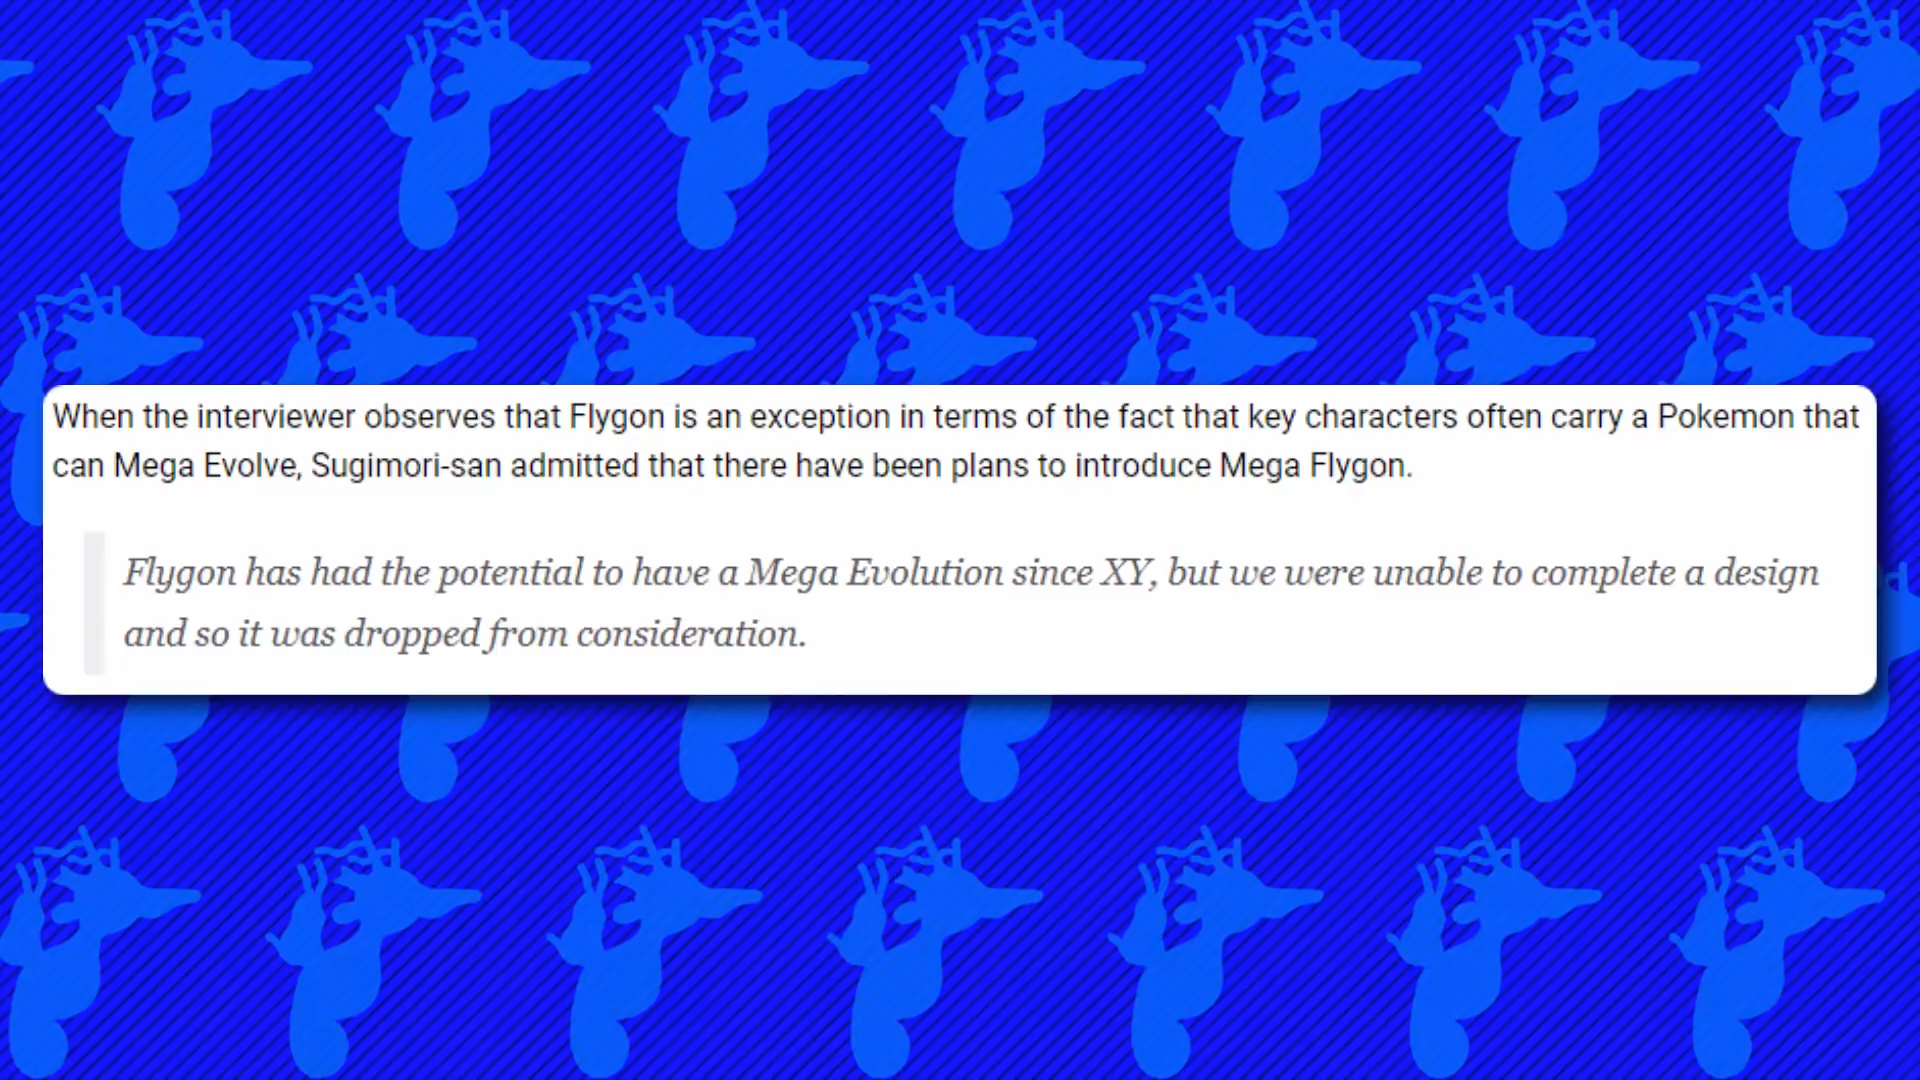 When the interviewer observes that Flygon is an exception in terms of the fact that key characters often carry a Pokemon that
can Mega Evolve, Sugimori-san admitted that there have been plans to introduce Mega Flygon.
Flygon has had the potential to have a Mega Evolution since XY, but we were unable to complete a design
and so it was dropped from consideration.